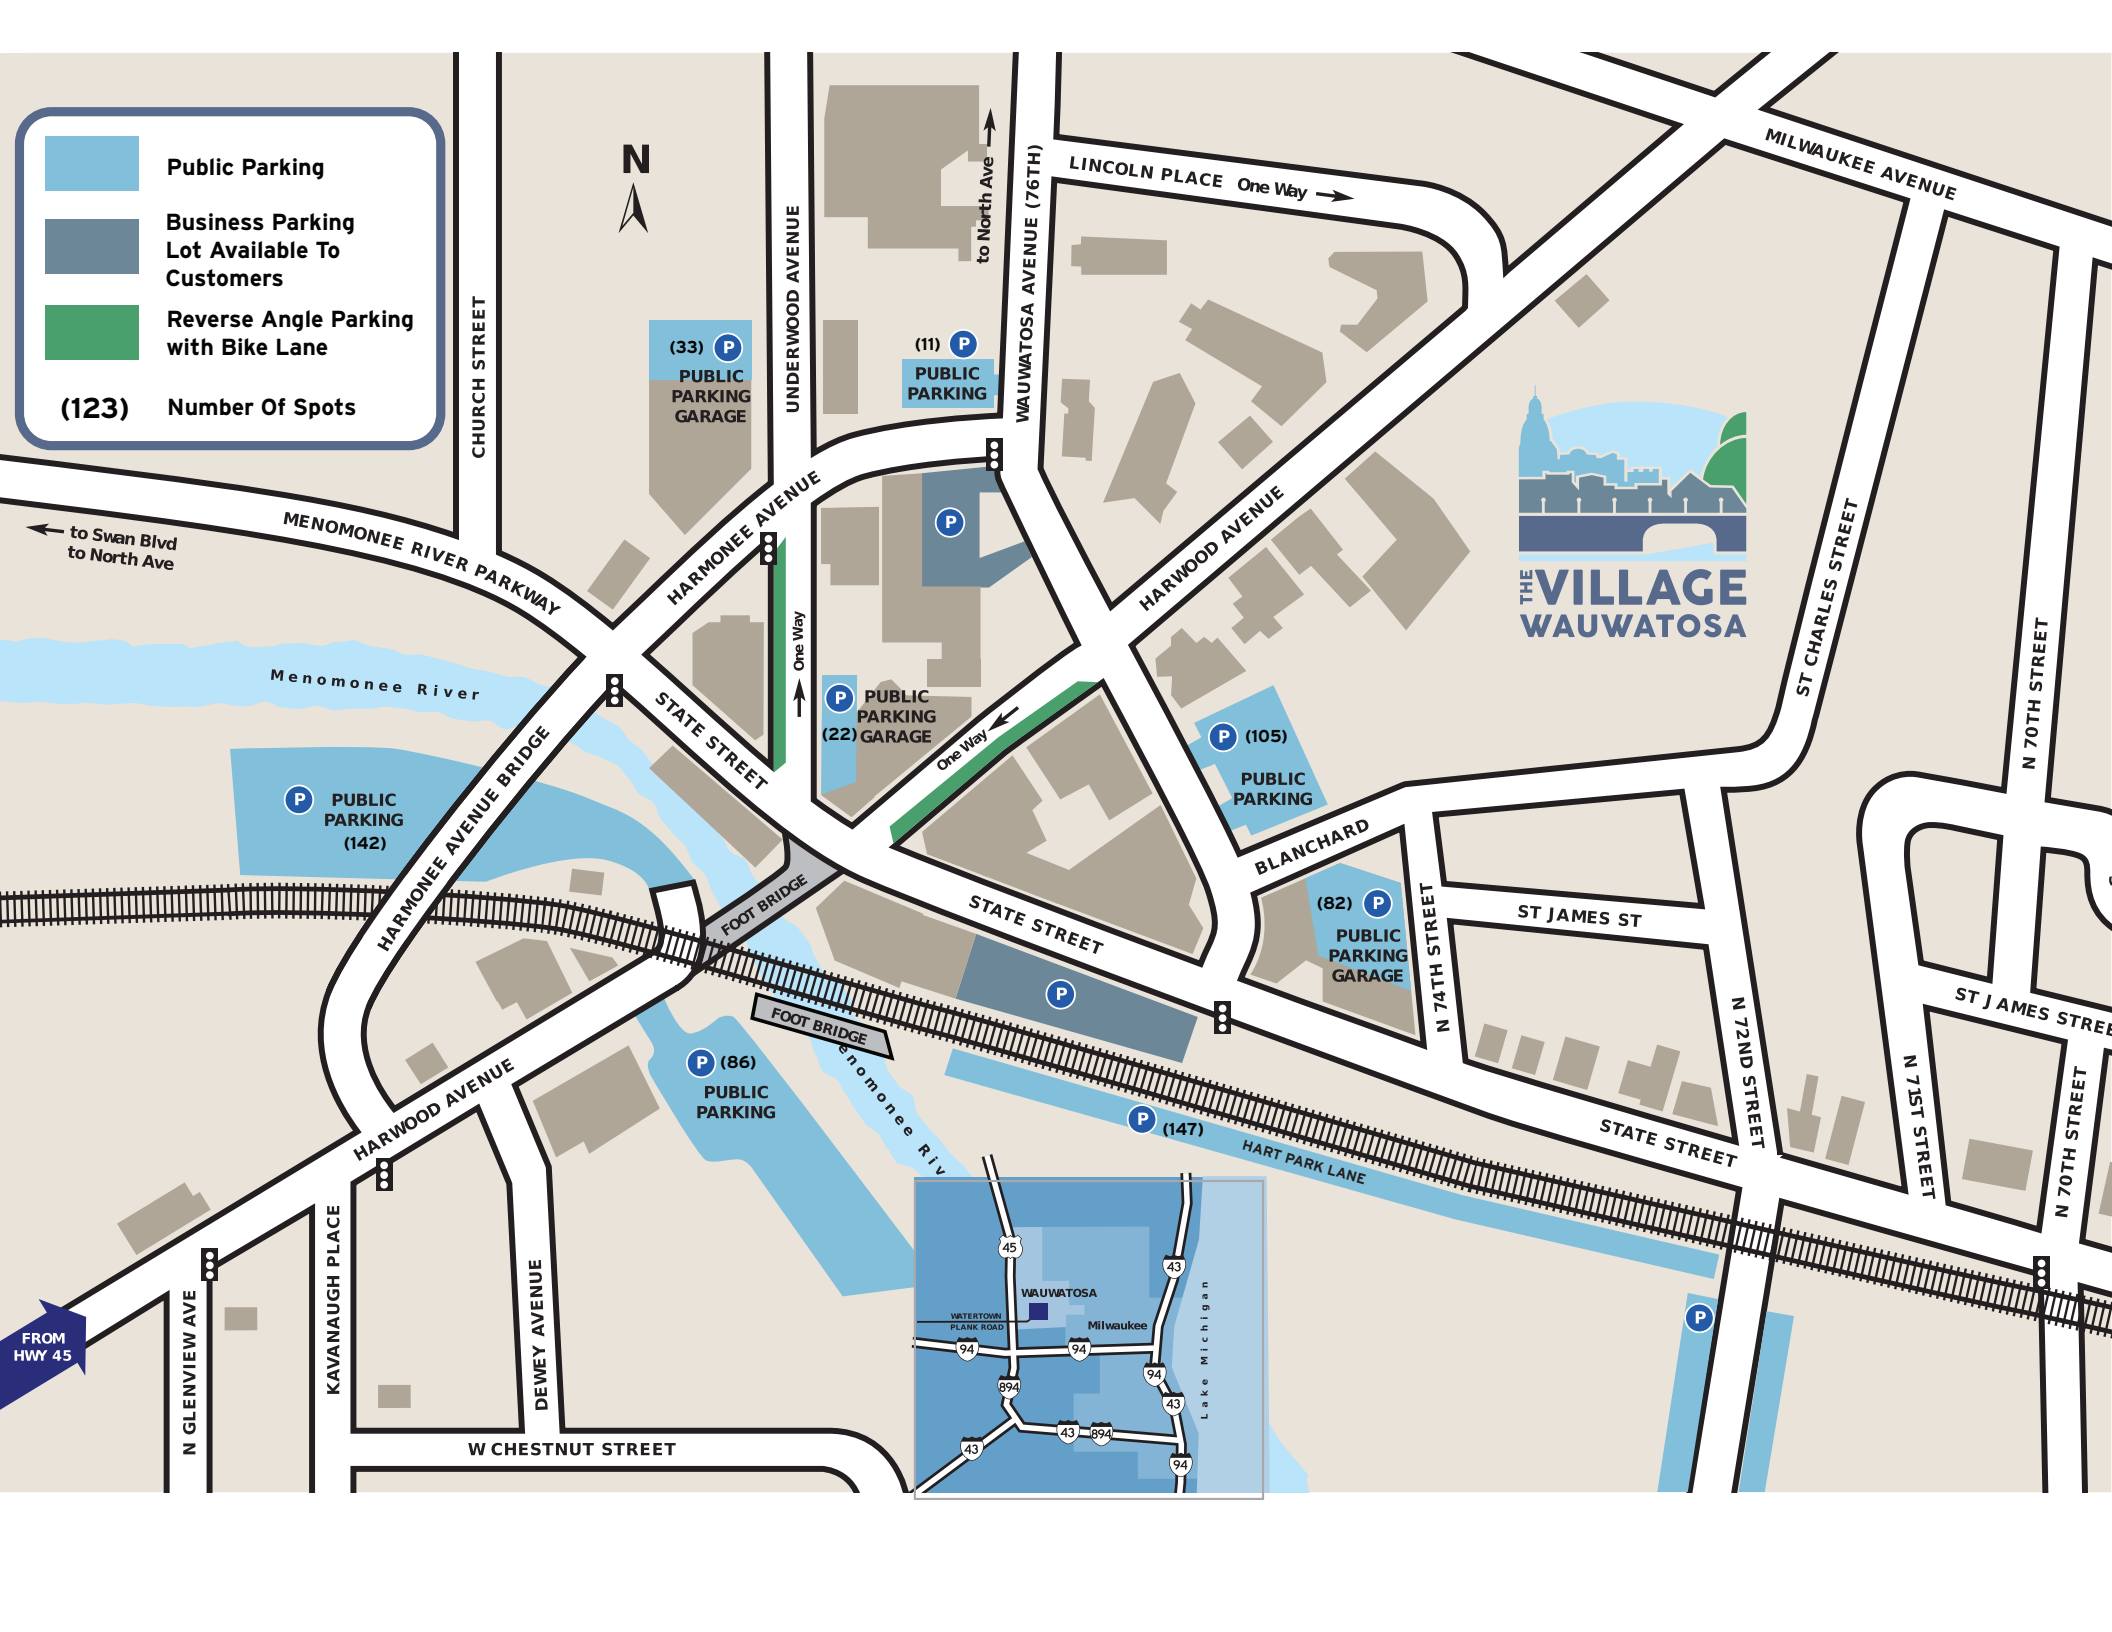 Public Parking
Business Parking
Lot Available To
Customers
Reverse Angle Parking
with Bike Lane
(123) Number Of Spots
N
CHURCH STREET
UNDERWOOD AVENUE
to North Ave
WAUWATOSA AVENUE (76TH)
LINCOLN PLACE One Way
MILWAUKEE AVENUE
(33) P
PUBLIC
PARKING
GARAGE
(11) P
PUBLIC
PARKING
to Swan Blvd
to North Ave
MENOMONEE RIVER PARKWAY
HARMONEE AVENUE
P
HARWOOD AVENUE
THE VILLAGE
WAUWATOSA
ST CHARLES STREET
N 70TH STREET
Menomonee River
STATE STREET
One Way
P
(22)
PUBLIC
PARKING
GARAGE
One Way
P (105)
PUBLIC
PARKING
P
PUBLIC
PARKING
(142)
HARMONEE AVENUE BRIDGE
BLANCHARD
FOOT BRIDGE
STATE STREET
(82) P
PUBLIC
PARKING
GARAGE
N 74TH STREET
ST JAMES ST
P
FOOT BRIDGE
N 72ND STREET
ST JAMES STREE
P (86)
PUBLIC
PARKING
enomonee Riv
P (147)
HART PARK LANE
STATE STREET
N 71ST STREET
N 70TH STREET
HARWOOD AVENUE
KAVANAUGH PLACE
N GLENVIEW AVE
DEWEY AVENUE
FROM
HWY 45
W CHESTNUT STREET
P
45
43
WAUWATOSA
WATERTOWN
PLANK ROAD
Milwaukee
Lake Michigan
94
94
94
894
43
43
894
43
94